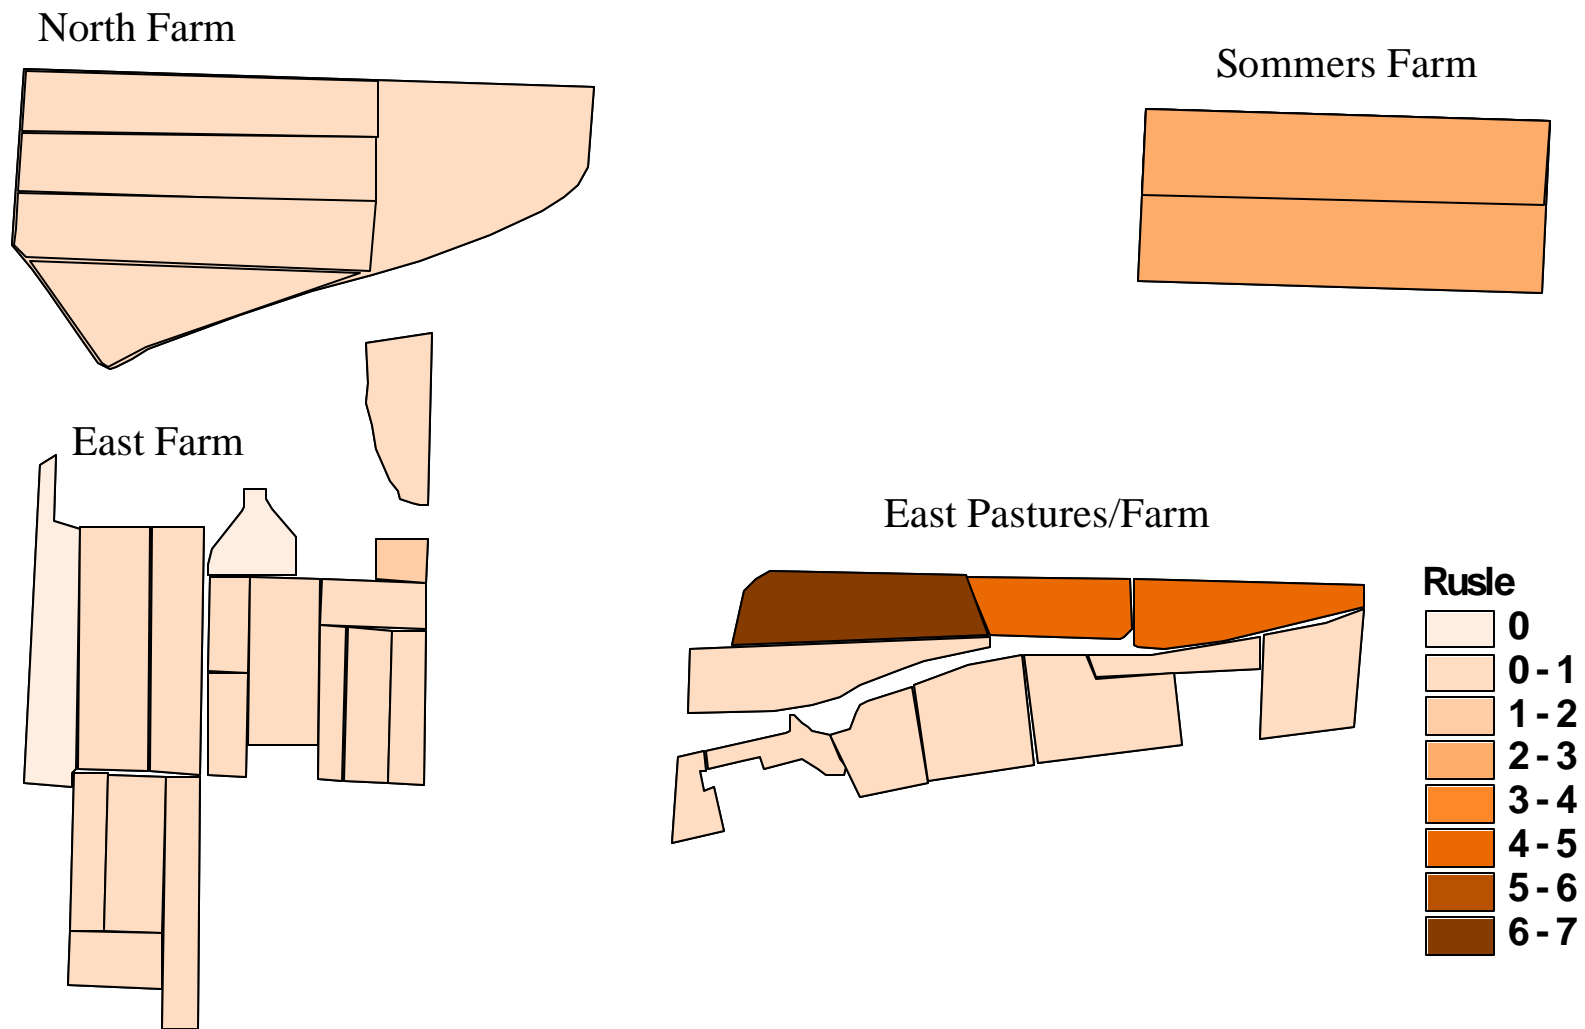 North Farm
Sommers Farm
East Farm
East Pastures/Farm
Rusle
0
0 - 1
1 - 2
2 - 3
3 - 4
4 - 5
5 - 6
6 - 7